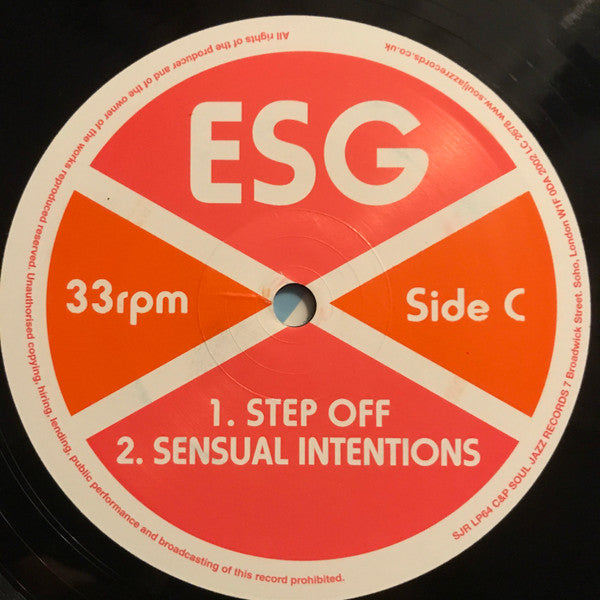 ESG
33rpm
Side C
1. STEP OFF
2. SENSUAL INTENTIONS
SJR LP64 C&P SOUL JAZZ RECORDS 7 Broadwick Street, Soho, London W1F 0DA 2002 LC 2678 www.souljazzrecords.co.uk
All rights of the producer and of the owner of the works reproduced reserved. Unauthorised copying, hiring, lending, public performance and broadcasting of this record prohibited.